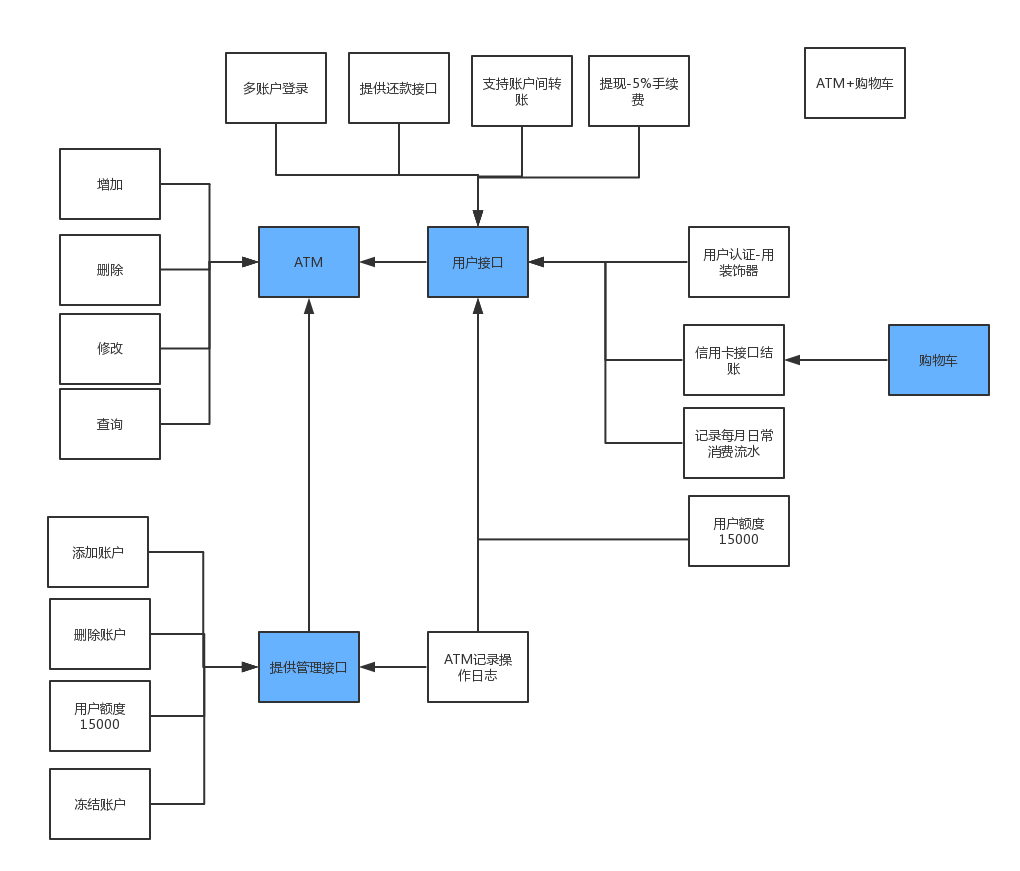 多账户登录
提供还款接口
支持账户间转
账
提现-5%手续
费
ATM+购物车
增加
删除
修改
查询
ATM
用户接口
用户认证-用
装饰器
信用卡接口结
账
购物车
记录每月日常
消费流水
用户额度
15000
添加账户
删除账户
用户额度
15000
冻结账户
提供管理接口
ATM记录操
作日志